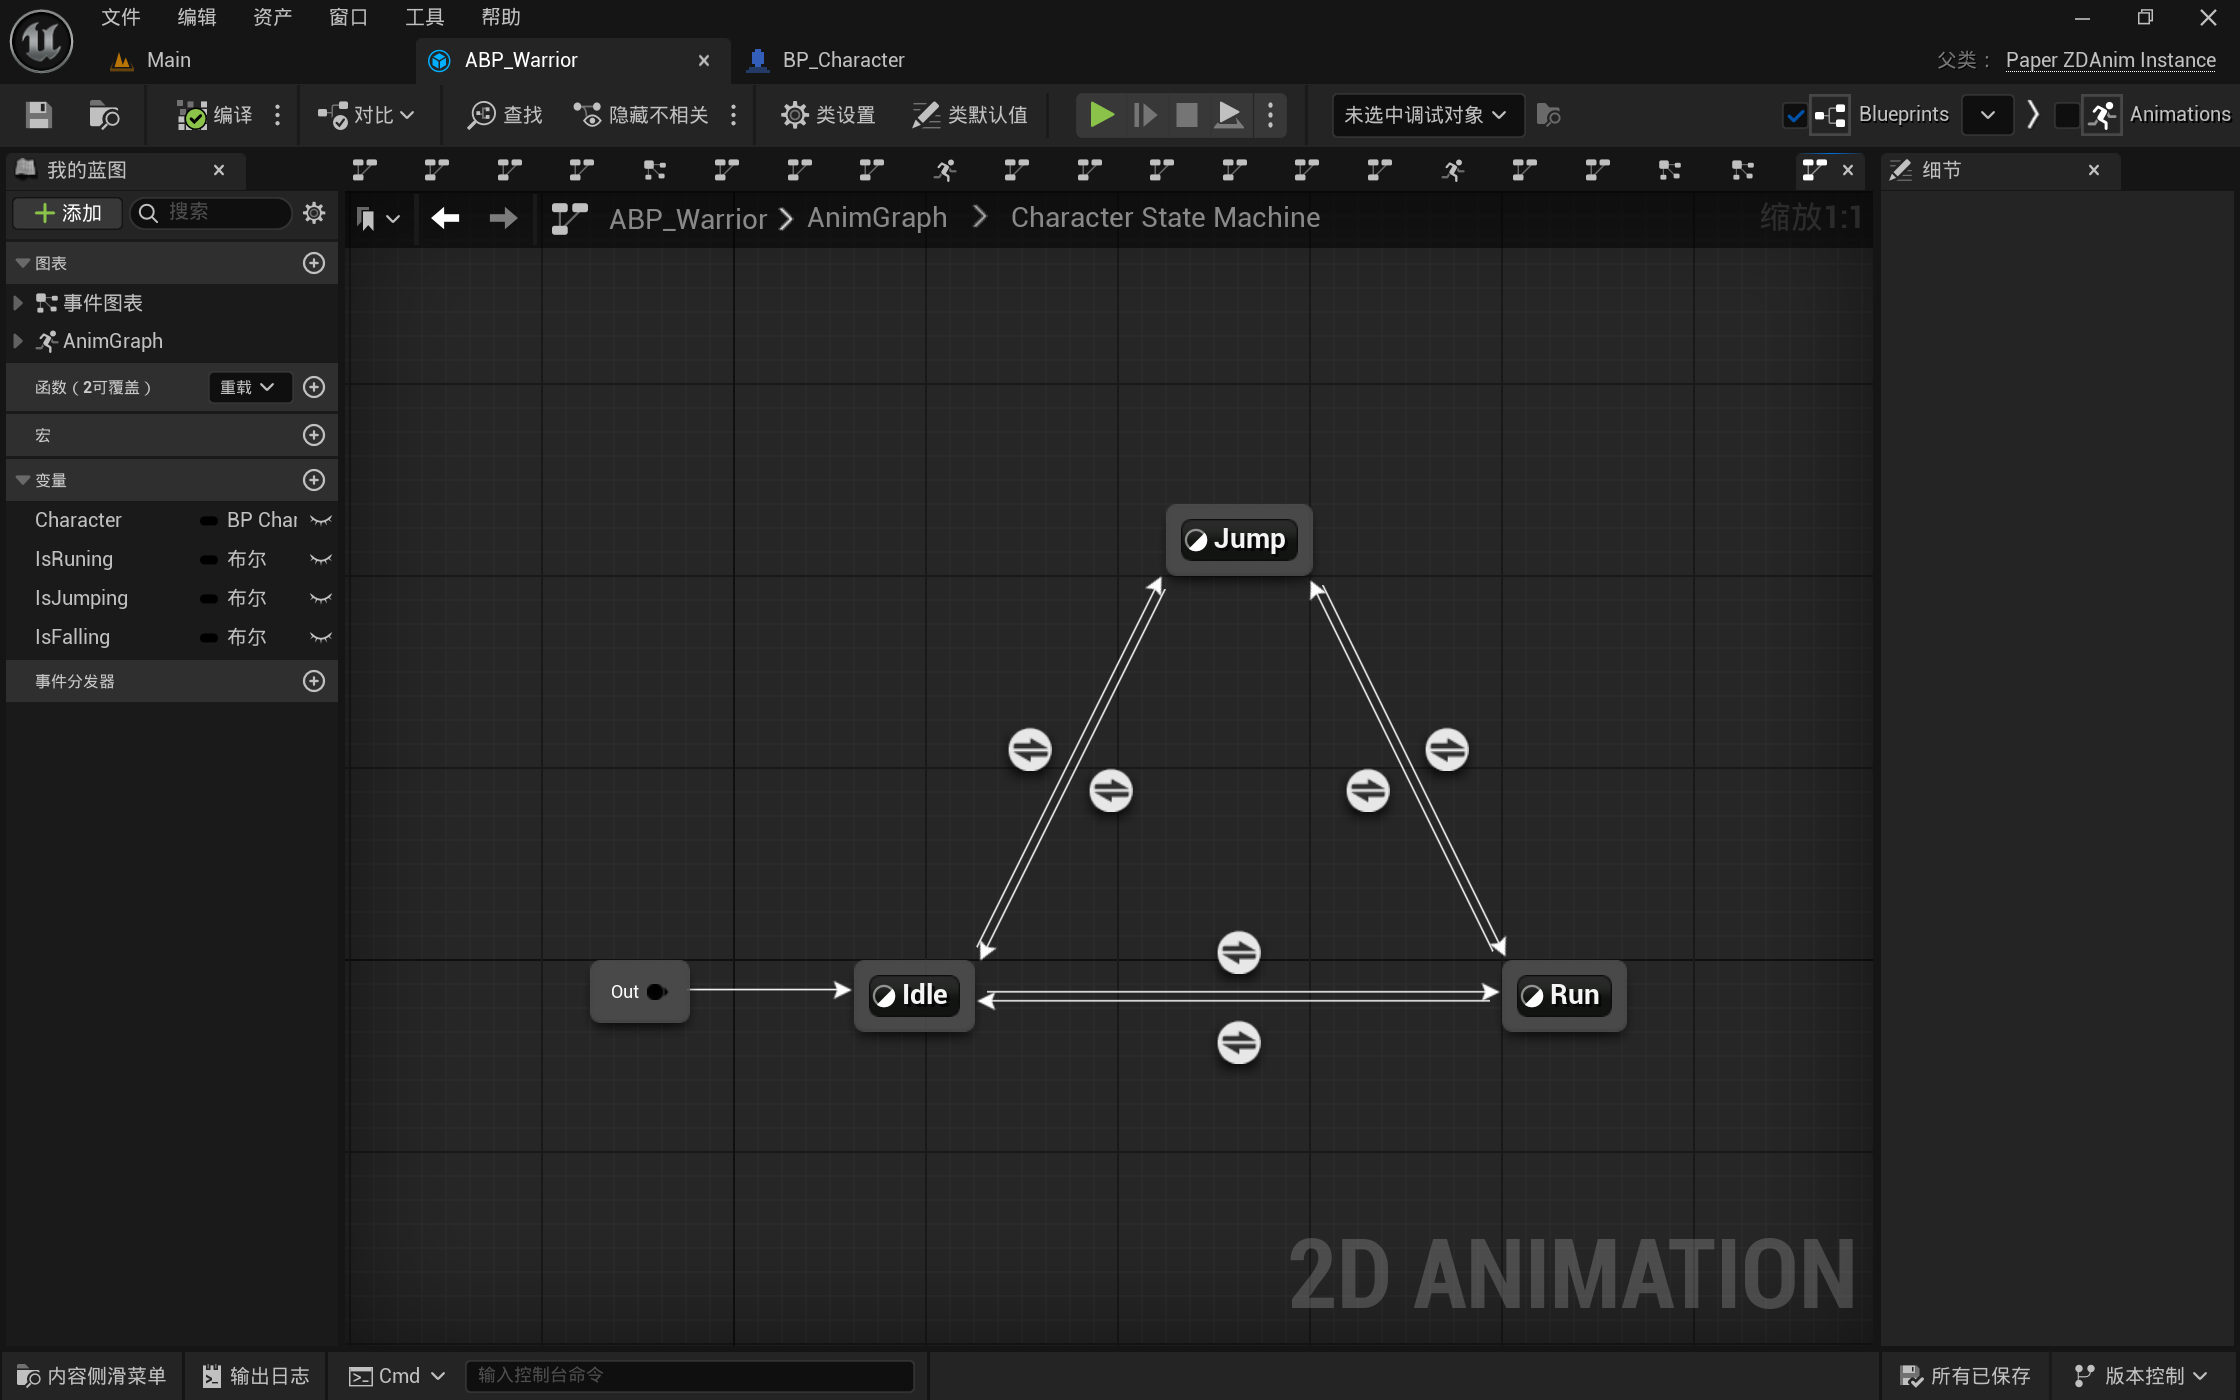 文件 编辑 资产 窗口 工具 帮助
Main ABP_Warrior BP_Character 父类： Paper ZDAnim Instance
编译 对比 查找 隐藏不相关 类设置 类默认值 未选中调试对象 Blueprints Animations
我的蓝图 细节
添加 搜索 ABP_Warrior AnimGraph Character State Machine 缩放1:1
图表
事件图表
AnimGraph
函数（2可覆盖） 重载
宏
变量
Character BP Char
IsRuning 布尔
IsJumping 布尔
IsFalling 布尔
事件分发器
Jump
Out Idle Run
2D ANIMATION
内容侧滑菜单 输出日志 Cmd 输入控制台命令 所有已保存 版本控制